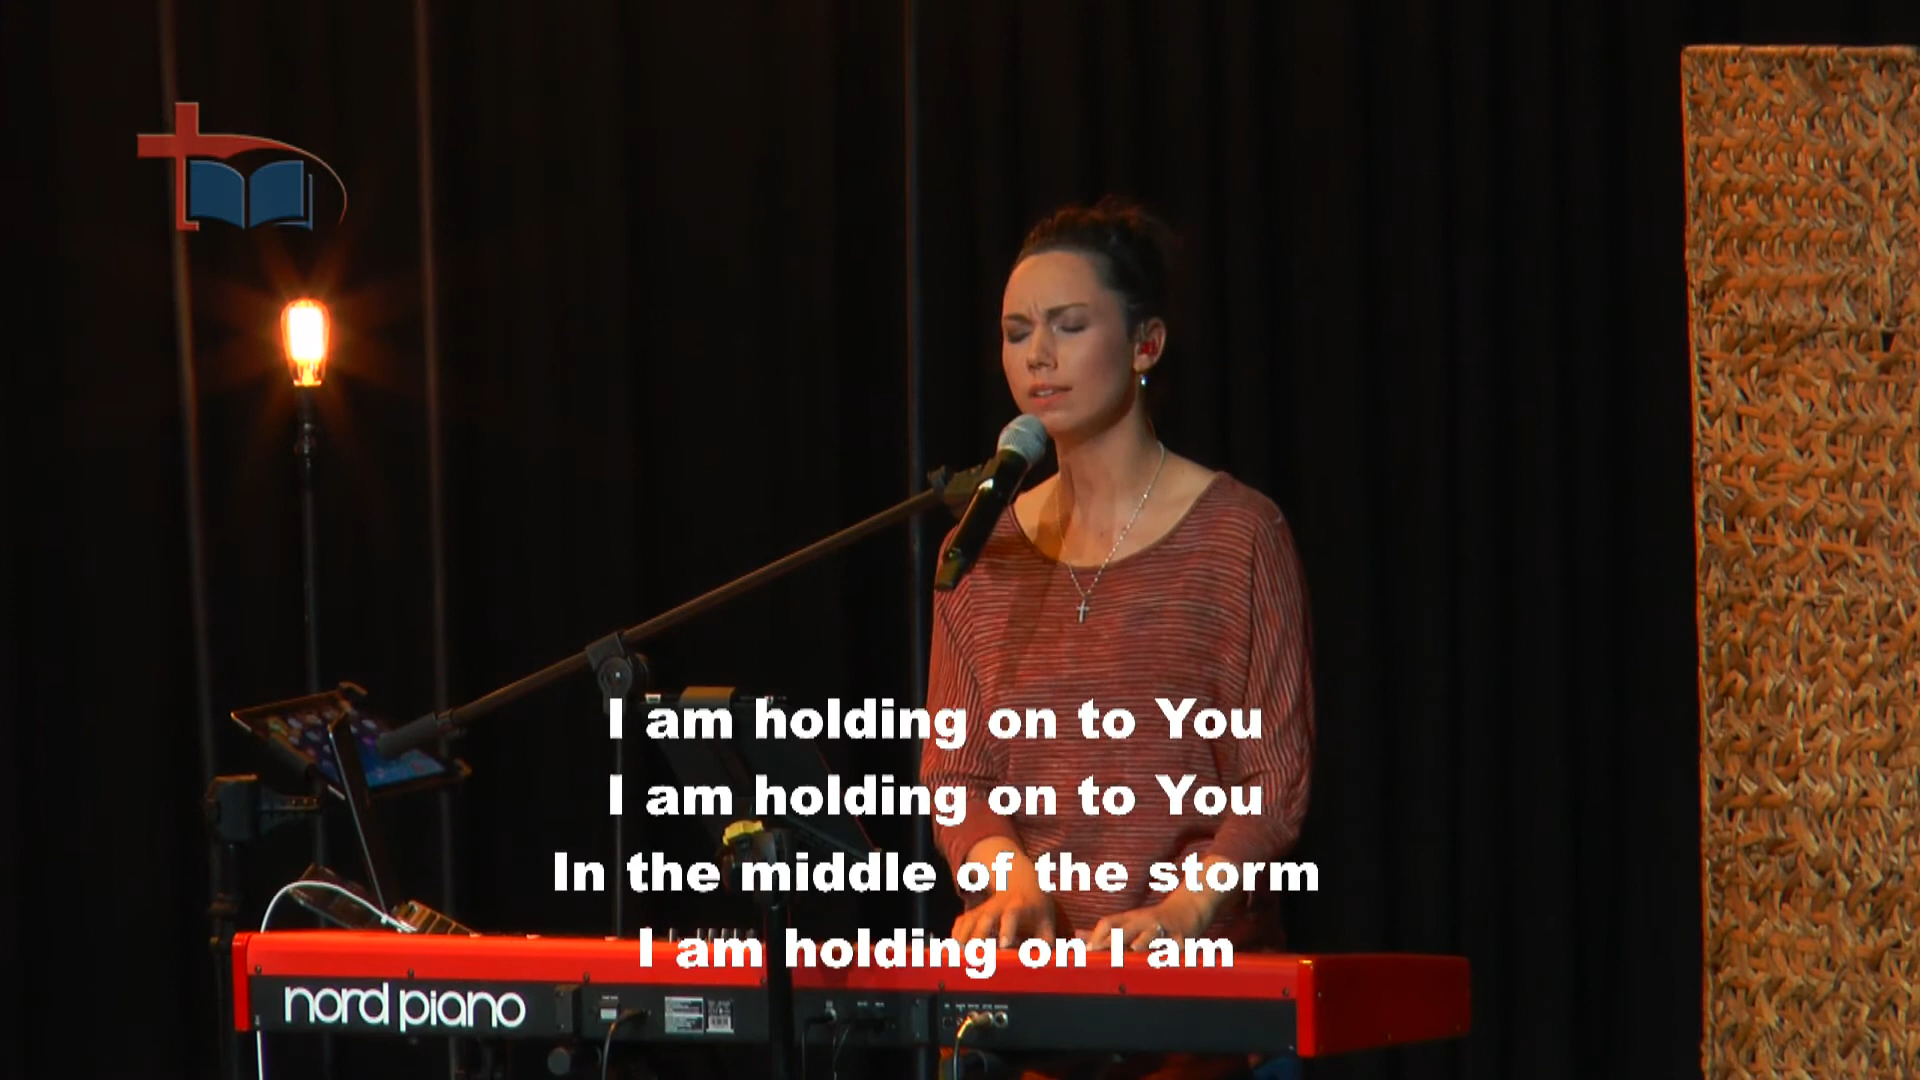 I am holding on to You
I am holding on to You
In the middle of the storm
I am holding on I am
nord piano